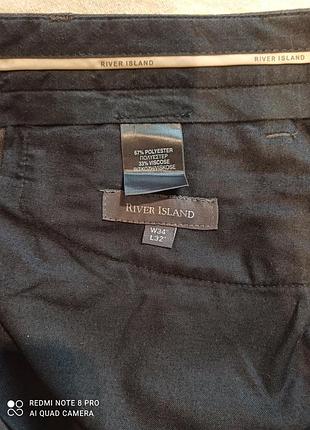 RIVER ISLAND
RIVER ISLAND
67% POLYESTER
ПОЛУЕSTER
33% VISCOSE
RIVER ISLAND
W34"
L32"
REDMI NOTE 8 PRO
AI QUAD CAMERA